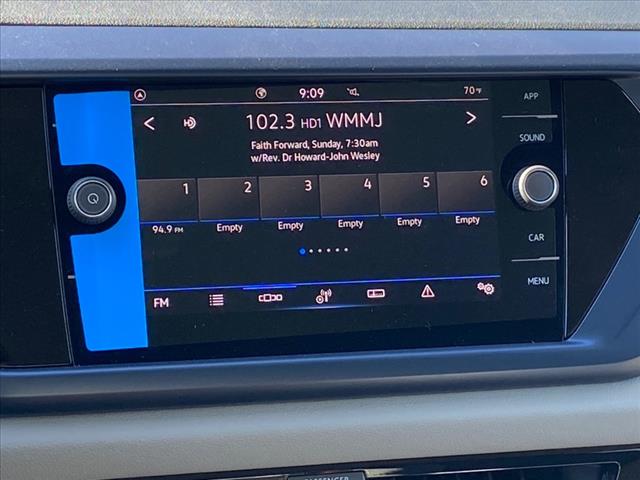 9:09 70°F
APP
102.3 HD1 WMMJ
SOUND
Faith Forward, Sunday, 7:30am
w/Rev. Dr Howard-John Wesley
1 2 3 4 5 6
94.9 FM Empty Empty Empty Empty Empty
CAR
MENU
FM
PASSENGER